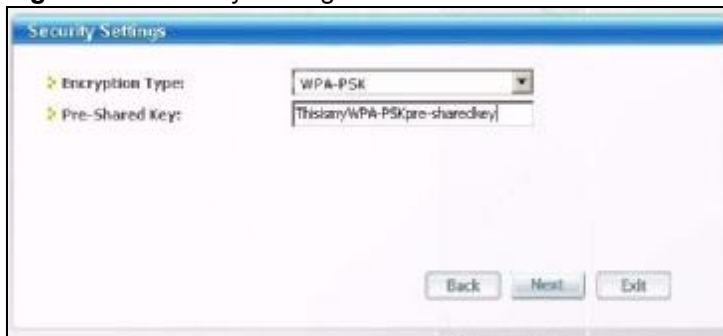 Security Settings
Encryption Type: WPA-PSK
Pre-Shared Key: ThisismyWPA-PSKpre-sharedkey
Back Next Exit